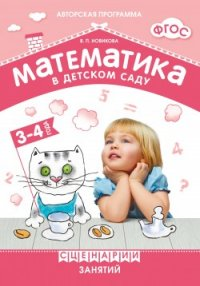 АВТОРСКАЯ ПРОГРАММА
ФГОС
В. П. НОВИКОВА
МАТЕМАТИКА
В ДЕТСКОМ САДУ
3-4 ГОДА
СЦЕНАРИИ
ЗАНЯТИЙ